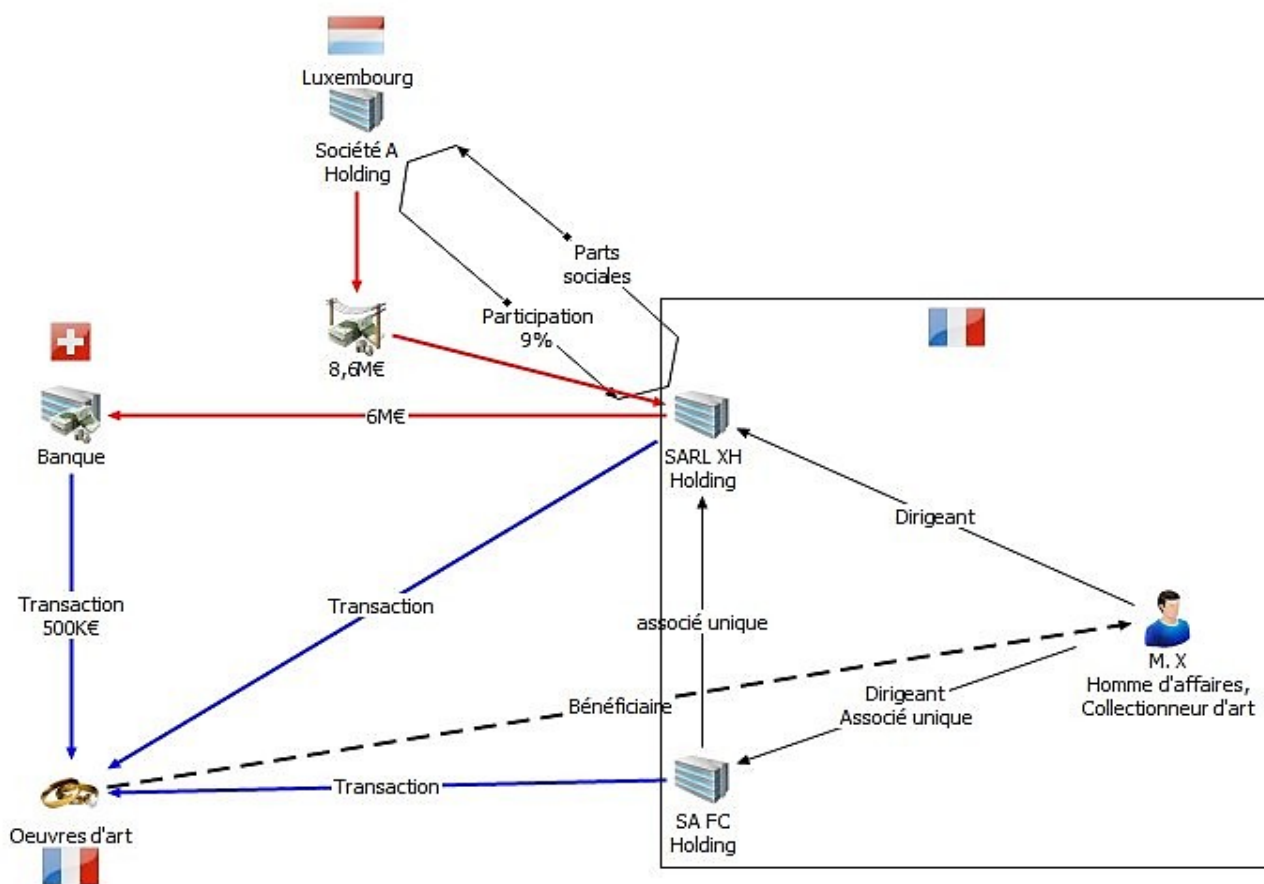 Luxembourg
Société A
Holding
Parts
sociales
Participation
9%
8,6M€
6M€
Banque
SARL XH
Holding
Dirigeant
Transaction
500K€
Transaction
associé unique
M. X
Homme d'affaires,
Collectionneur d'art
Bénéficiaire
Dirigeant
Associé unique
Transaction
Oeuvres d'art
SA FC
Holding